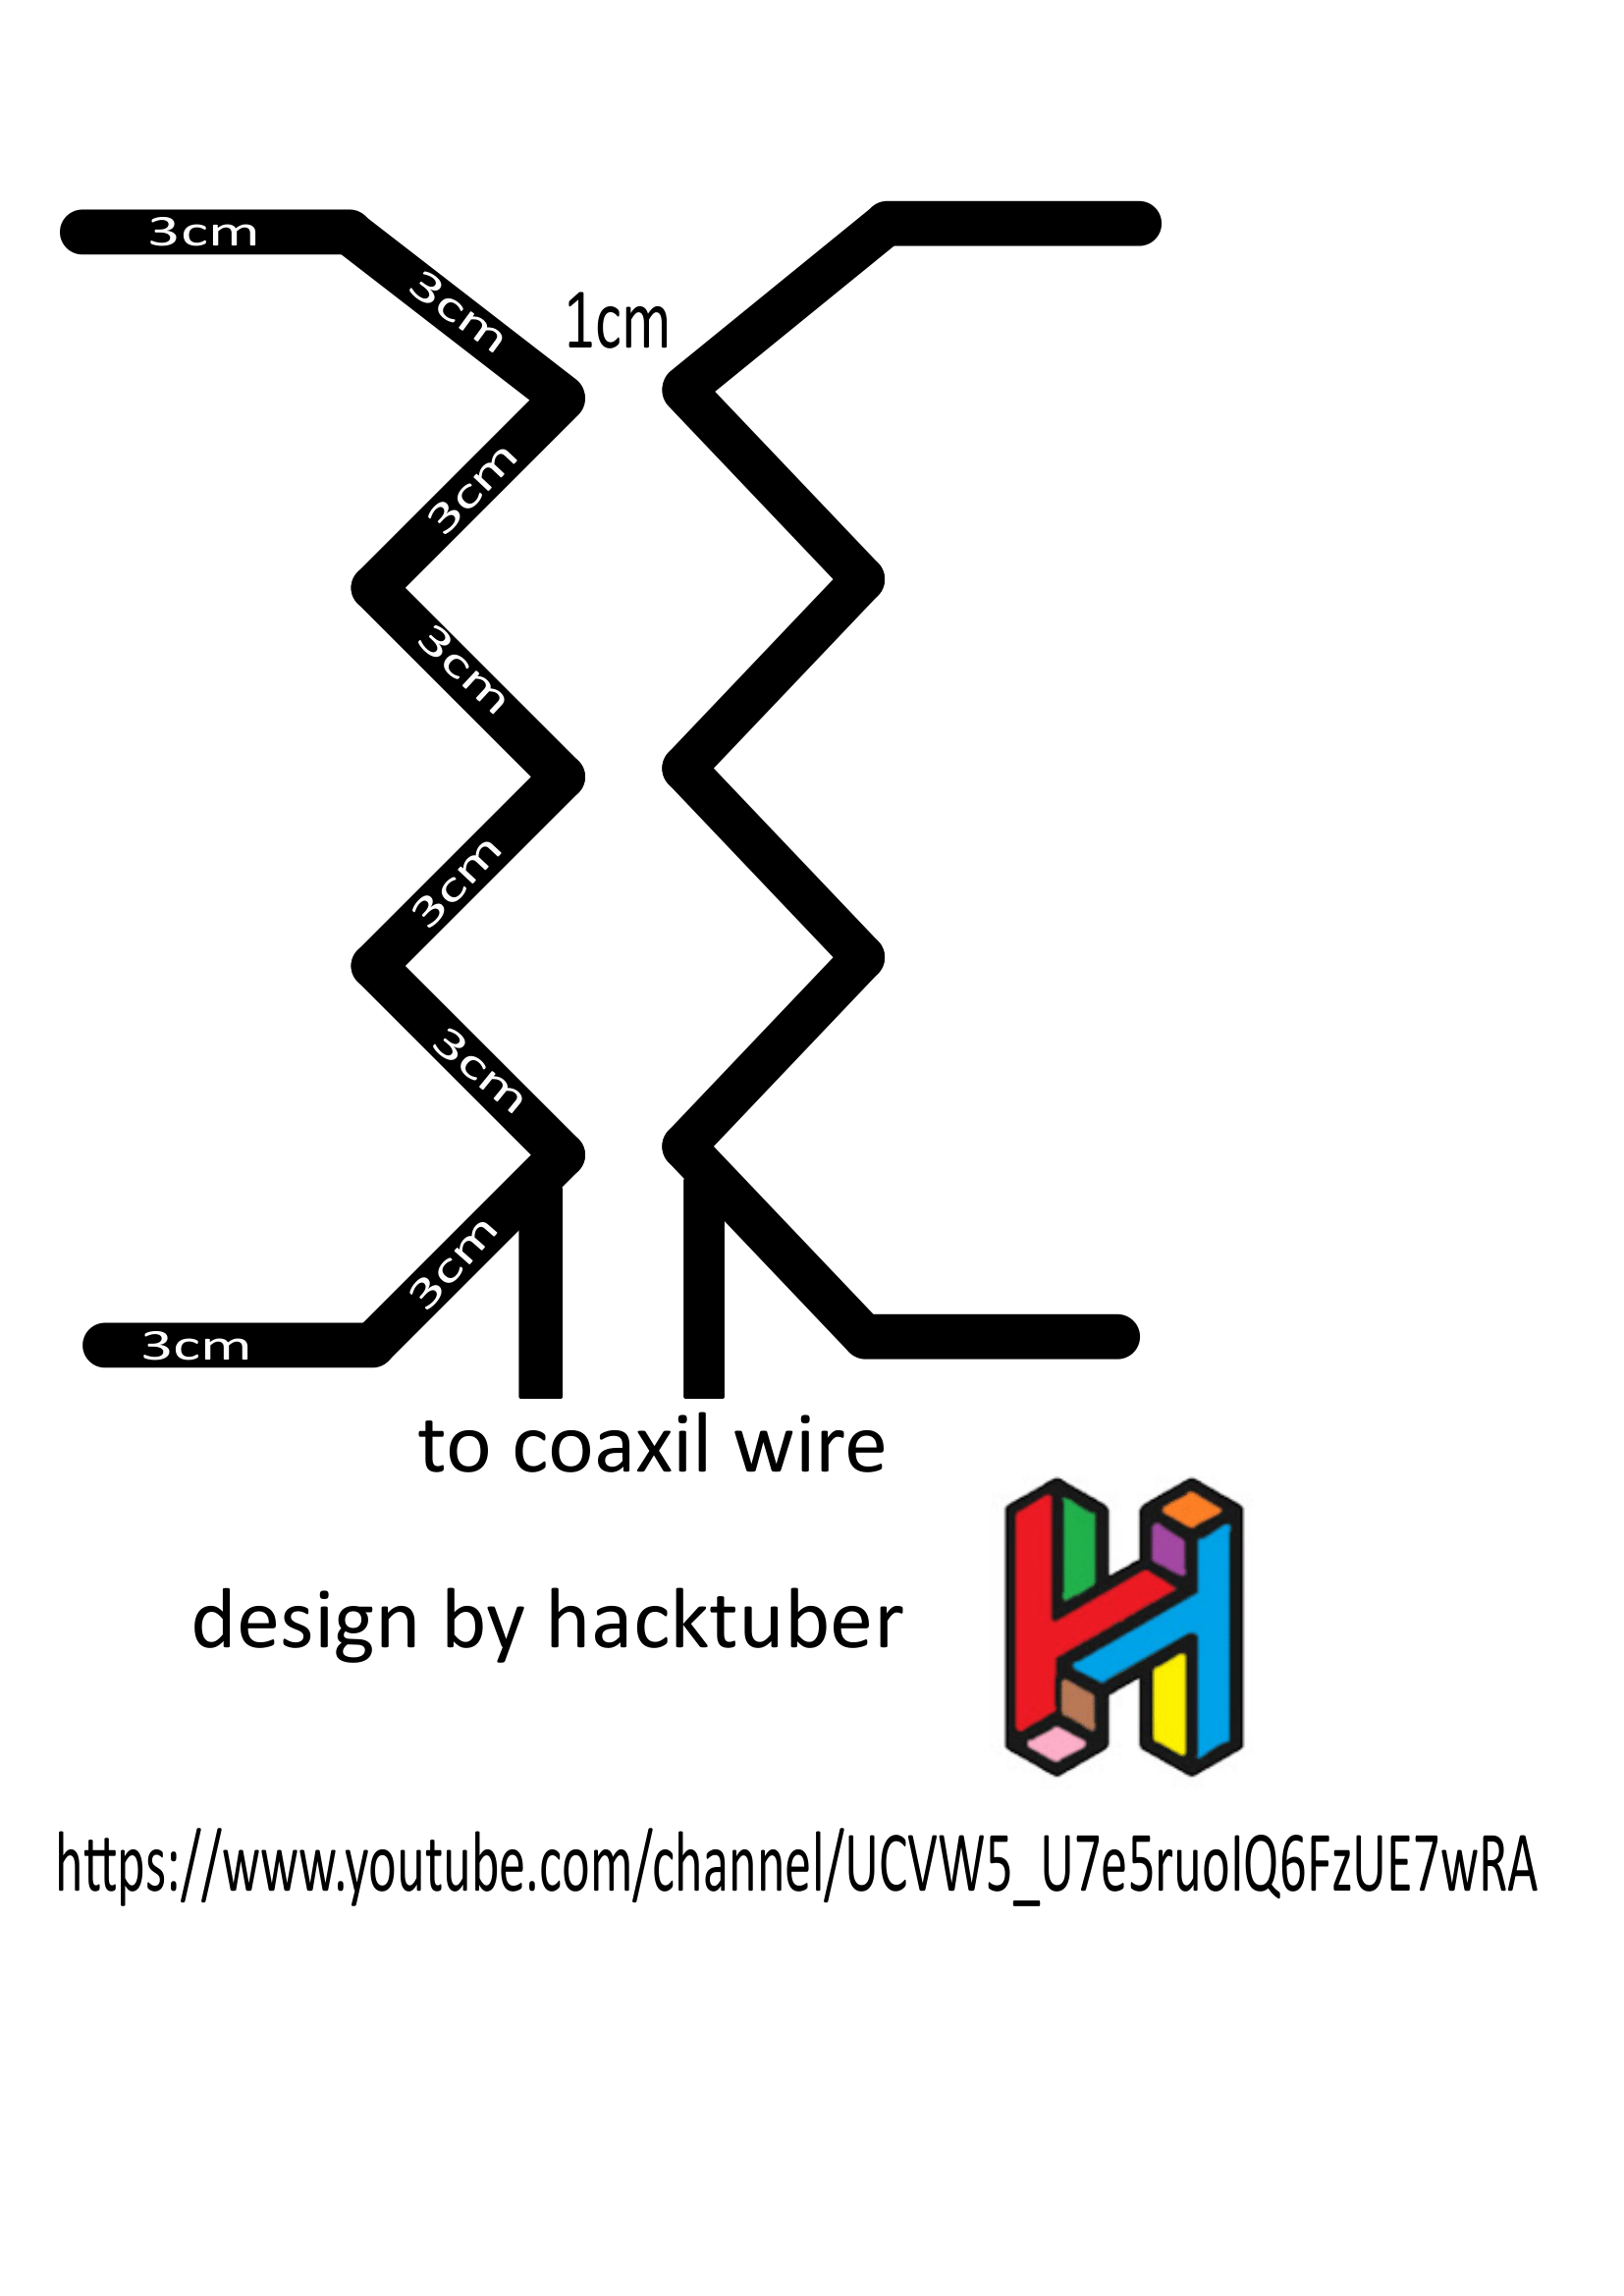 3cm
3cm
1cm
3cm
3cm
3cm
3cm
3cm
3cm
to coaxil wire
design by hacktuber
https://www.youtube.com/channel/UCVW5_U7e5ruoIQ6FzUE7wRA